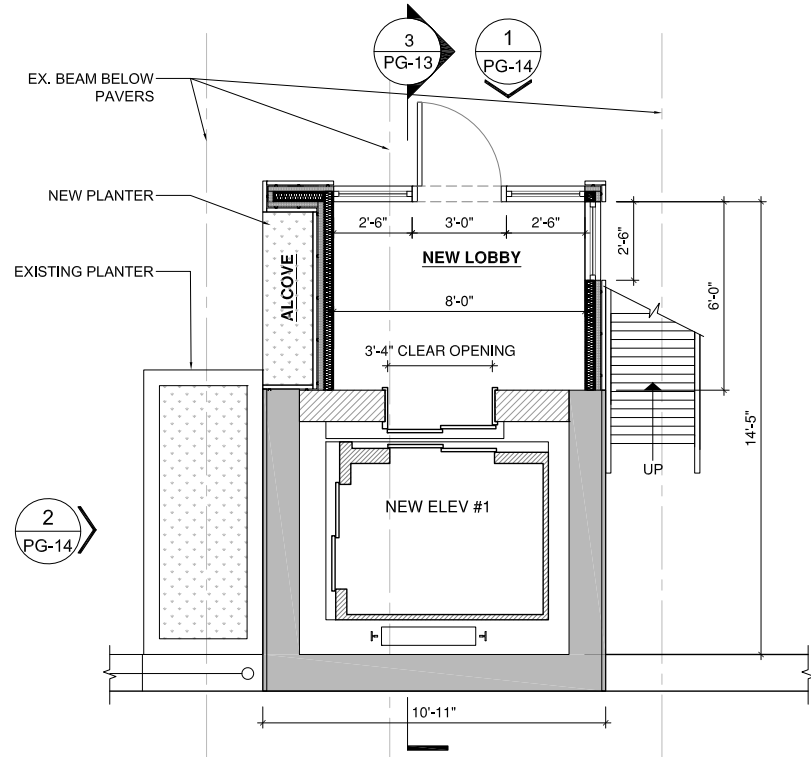 3
PG-13
1
PG-14
EX. BEAM BELOW
PAVERS
NEW PLANTER
EXISTING PLANTER
ALCOVE
2'-6"
3'-0"
2'-6"
NEW LOBBY
8'-0"
3'-4" CLEAR OPENING
2'-6"
6'-0"
14'-5"
UP
NEW ELEV #1
2
PG-14
10'-11"